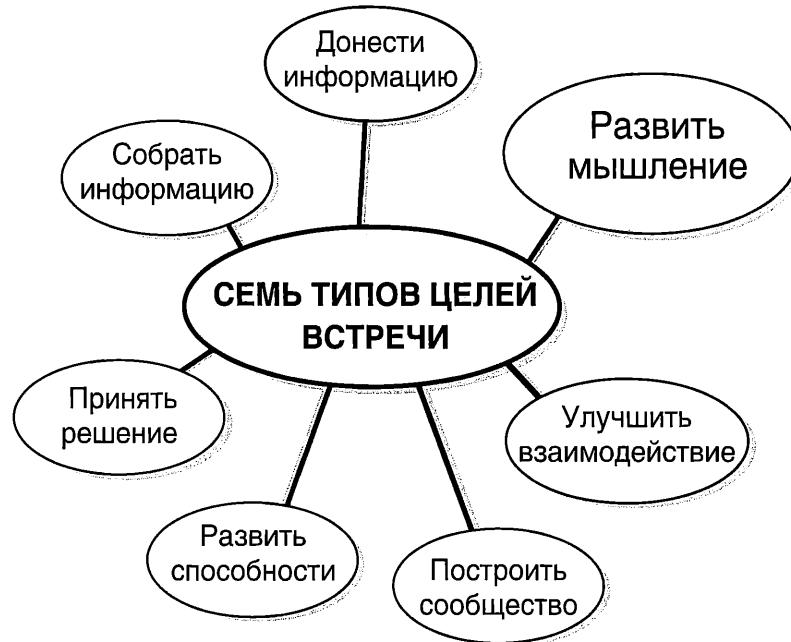 Донести
информацию
Развить
мышление
Собрать
информацию
СЕМЬ ТИПОВ ЦЕЛЕЙ
ВСТРЕЧИ
Принять
решение
Улучшить
взаимодействие
Развить
способности
Построить
сообщество